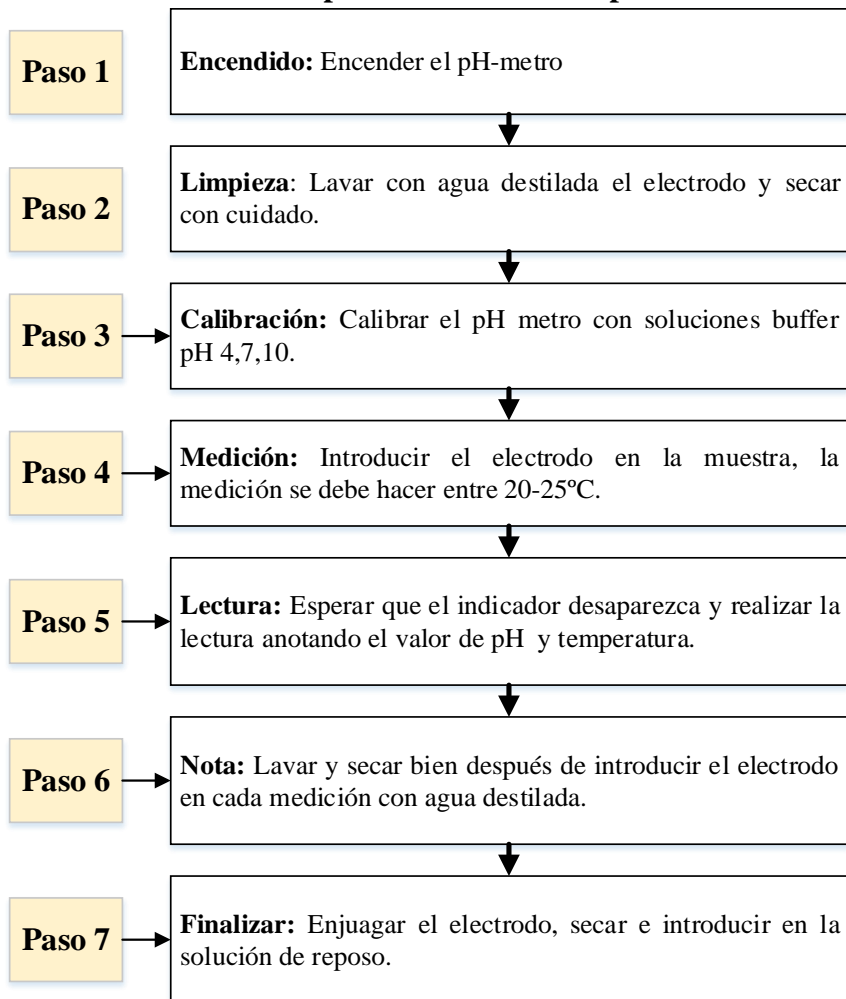 Paso 1
Encendido: Encender el pH-metro
Paso 2
Limpieza: Lavar con agua destilada el electrodo y secar
con cuidado.
Paso 3
Calibración: Calibrar el pH metro con soluciones buffer
pH 4,7,10.
Paso 4
Medición: Introducir el electrodo en la muestra, la
medición se debe hacer entre 20-25ºC.
Paso 5
Lectura: Esperar que el indicador desaparezca y realizar la
lectura anotando el valor de pH y temperatura.
Paso 6
Nota: Lavar y secar bien después de introducir el electrodo
en cada medición con agua destilada.
Paso 7
Finalizar: Enjuagar el electrodo, secar e introducir en la
solución de reposo.